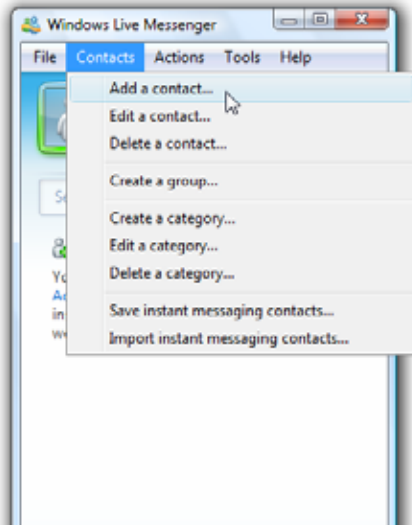 Windows Live Messenger
File Contacts Actions Tools Help
Add a contact...
Edit a contact...
Delete a contact...
Create a group...
Create a category...
Edit a category...
Delete a category...
Save instant messaging contacts...
Import instant messaging contacts...